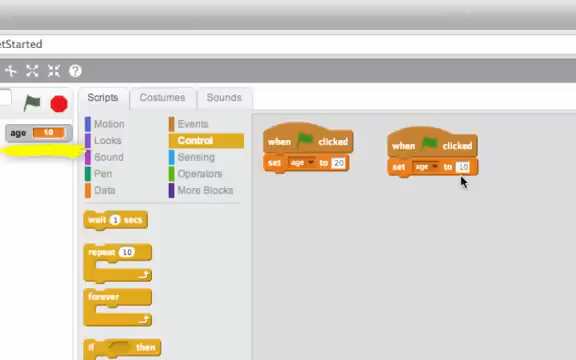 etStarted
Scripts Costumes Sounds
age 10
Motion Events
Looks Control
Sound Sensing
Pen Operators
Data More Blocks
when clicked
set age to 20
when clicked
set age to 10
wait 1 secs
repeat 10
forever
if then